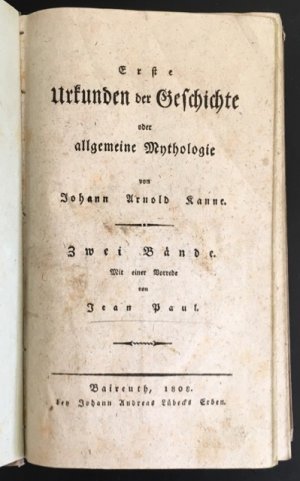 Erste
Urkunden der Geschichte
oder
allgemeine Mythologie
von
Johann Arnold Kanne.
Zwei Bände.
Mit einer Vorrede
von
Jean Paul.
Baireuth, 1808.
bey Johann Andreas Lübecks Erben.